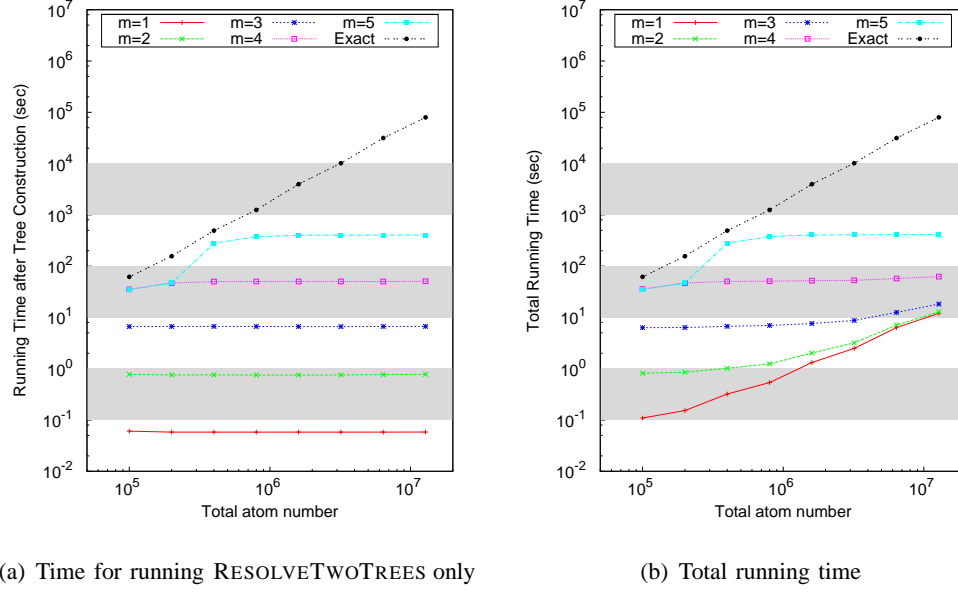 m=1
m=2
m=3
m=4
m=5
Exact
10^7
10^6
10^5
10^4
10^3
10^2
10^1
10^0
10^-1
10^-2
Running Time after Tree Construction (sec)
10^5
10^6
10^7
Total atom number
m=1
m=2
m=3
m=4
m=5
Exact
10^7
10^6
10^5
10^4
10^3
10^2
10^1
10^0
10^-1
10^-2
Total Running Time (sec)
10^5
10^6
10^7
Total atom number
(a) Time for running RESOLVETWOTREES only
(b) Total running time